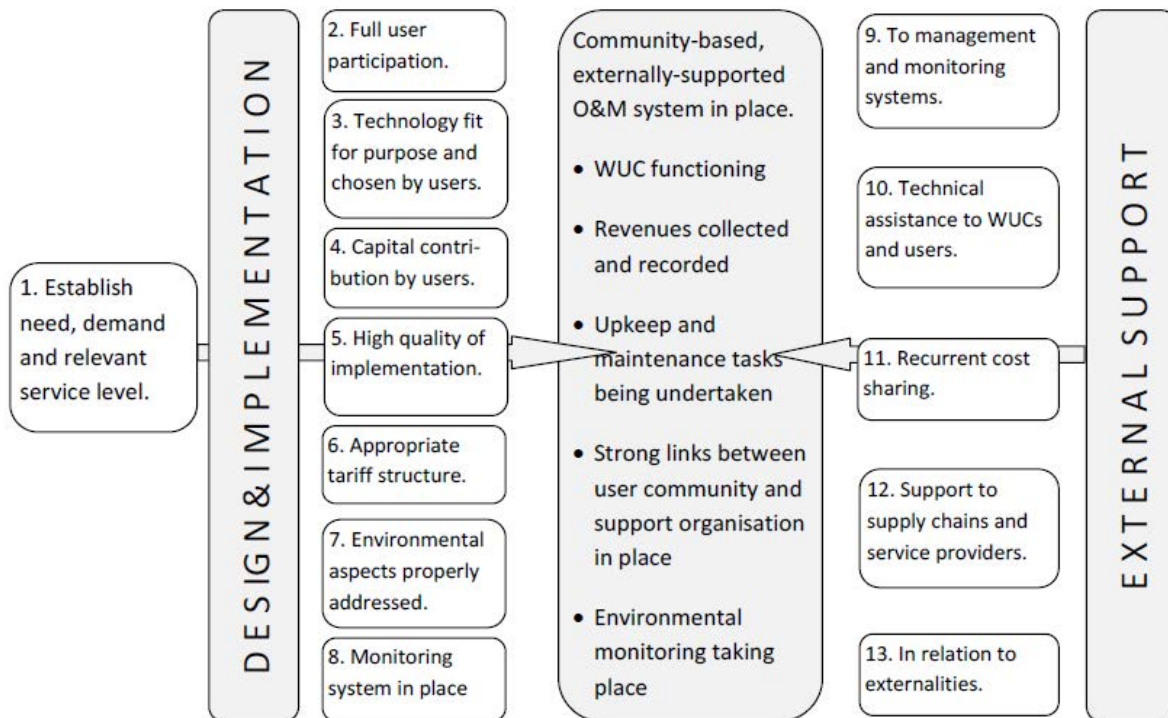 1. Establish
need, demand
and relevant
service level.
DESIGN & IMPLEMENTATION
2. Full user
participation.
3. Technology fit
for purpose and
chosen by users.
4. Capital contri-
bution by users.
5. High quality of
implementation.
6. Appropriate
tariff structure.
7. Environmental
aspects properly
addressed.
8. Monitoring
system in place
Community-based,
externally-supported
O&M system in place.
• WUC functioning
• Revenues collected
and recorded
• Upkeep and
maintenance tasks
being undertaken
• Strong links between
user community and
support organisation
in place
• Environmental
monitoring taking
place
9. To management
and monitoring
systems.
10. Technical
assistance to WUCs
and users.
11. Recurrent cost
sharing.
12. Support to
supply chains and
service providers.
13. In relation to
externalities.
EXTERNAL SUPPORT